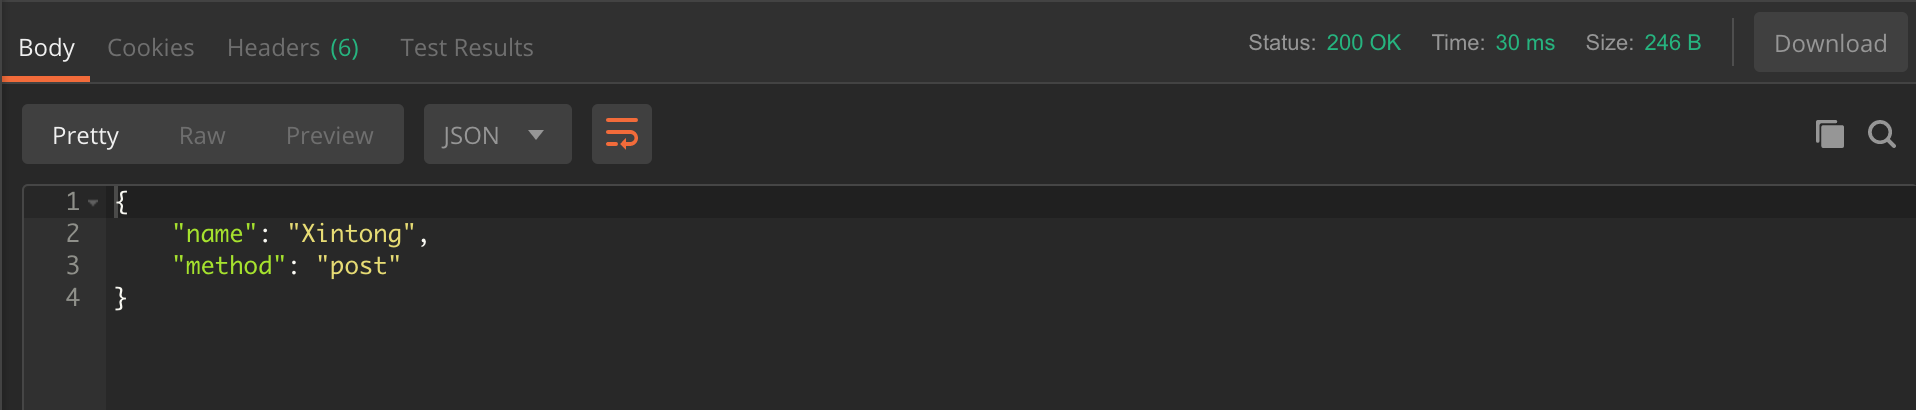 Body Cookies Headers (6) Test Results Status: 200 OK Time: 30 ms Size: 246 B Download
Pretty Raw Preview JSON
1 {
2 "name": "Xintong",
3 "method": "post"
4 }